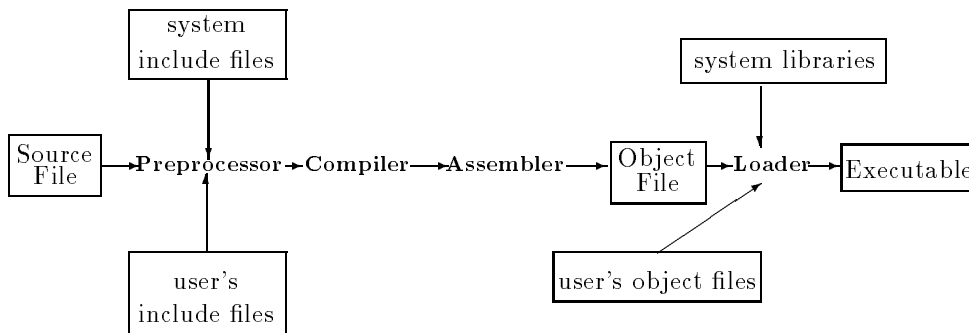 system
include files
system libraries
Source
File
Preprocessor
Compiler
Assembler
Object
File
Loader
Executable
user's
include files
user's object files